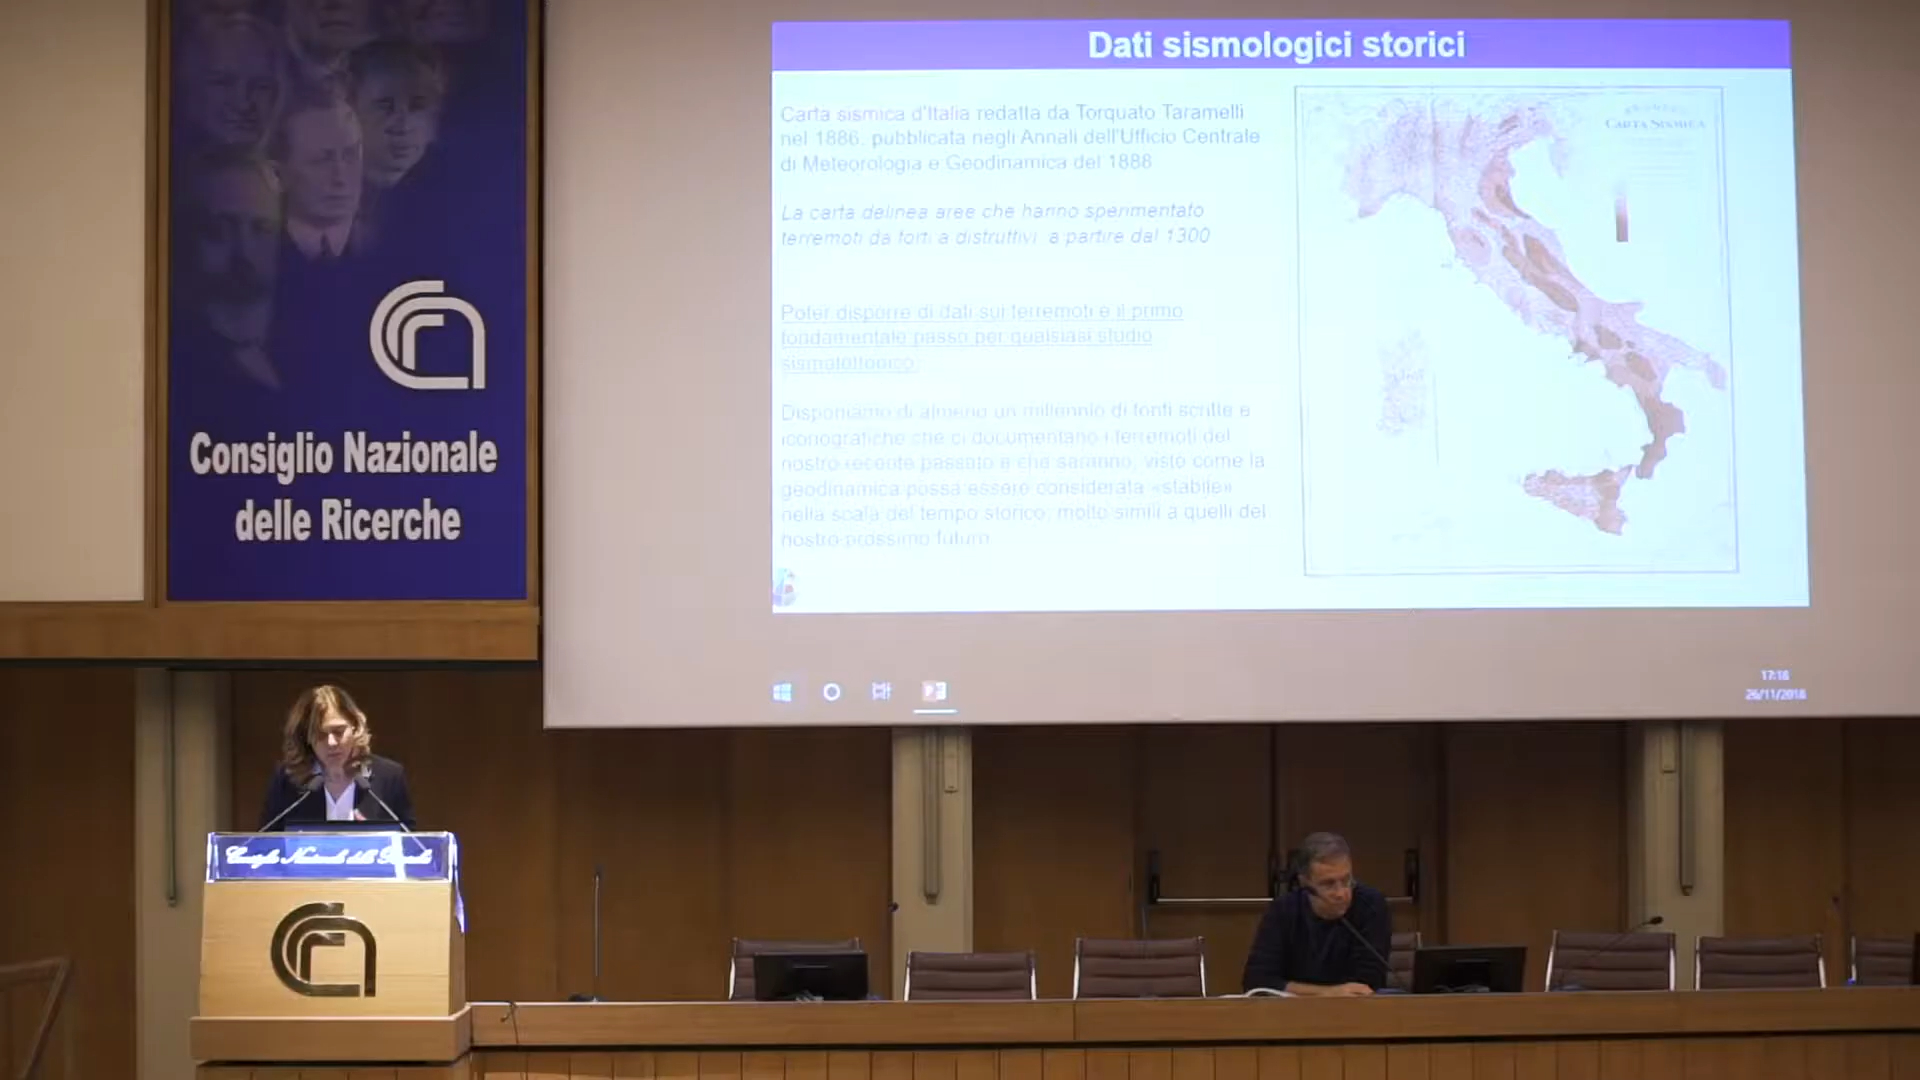 Consiglio Nazionale
delle Ricerche
Dati sismologici storici
Carta sismica d'Italia redatta da Torquato Taramelli
nel 1886, pubblicata negli Annali dell'Ufficio Centrale
di Meteorologia e Geodinamica del 1888
La carta delinea aree che hanno sperimentato
terremoti da forti a distruttivi a partire dal 1300
Poter disporre di dati sui terremoti è il primo
fondamentale passo per qualsiasi studio
sismotettonico.
Disponiamo di almeno un millennio di fonti scritte e
iconografiche che ci documentano i terremoti del
nostro recente passato e che saranno, visto come la
geodinamica possa essere considerata «stabile»
nella scala del tempo storico, molto simili a quelli del
nostro prossimo futuro
CARTA SISMICA
17:18
26/11/2018
Consiglio Nazionale delle Ricerche